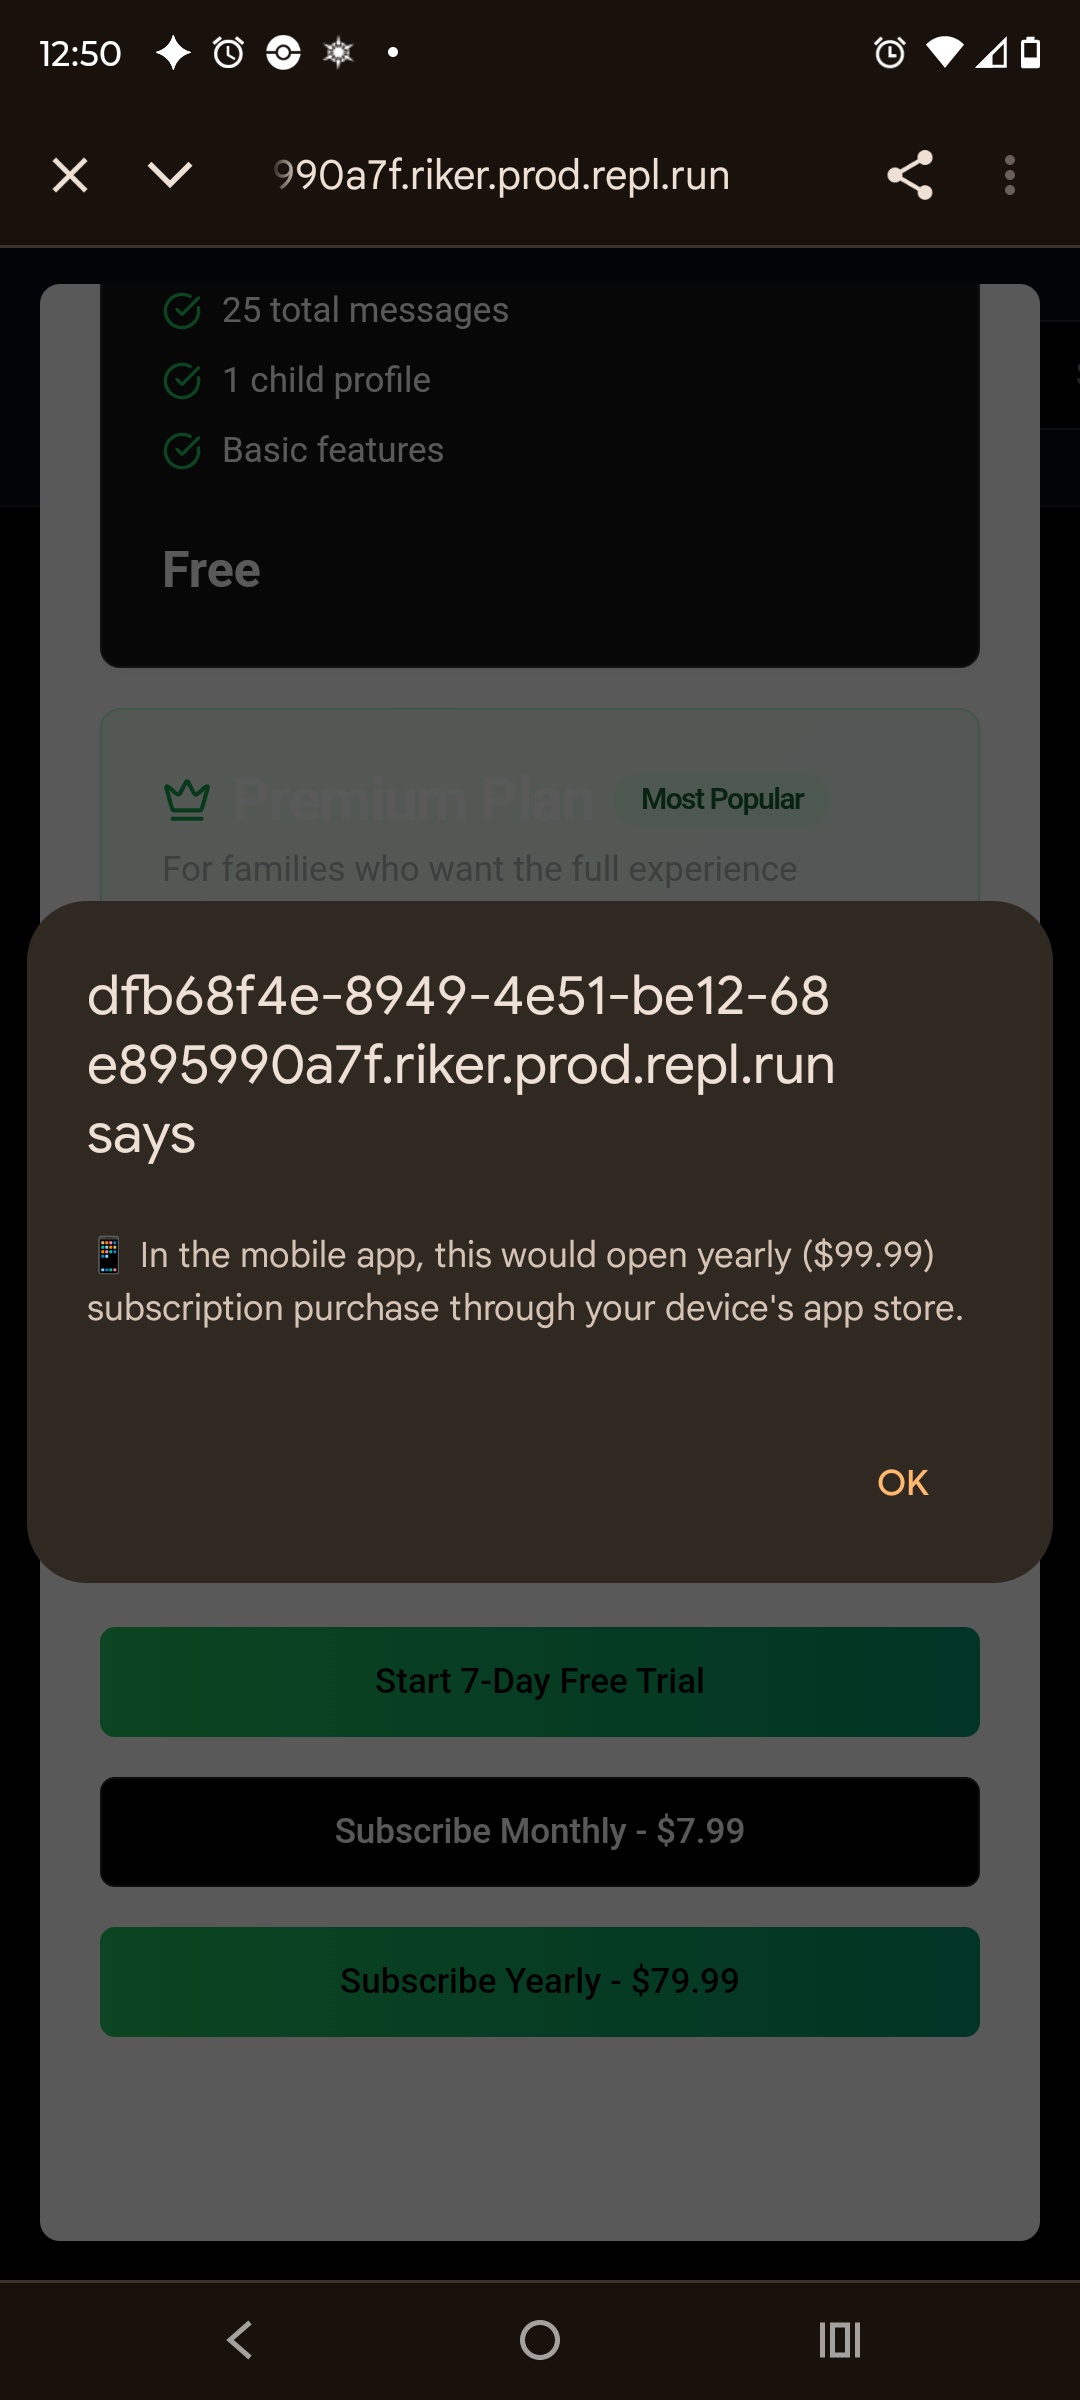 12:50
990a7f.riker.prod.repl.run
25 total messages
1 child profile
Basic features
Free
Premium Plan
Most Popular
For families who want the full experience
dfb68f4e-8949-4e51-be12-68
e895990a7f.riker.prod.repl.run
says
📱 In the mobile app, this would open yearly ($99.99)
subscription purchase through your device's app store.
OK
Start 7-Day Free Trial
Subscribe Monthly - $7.99
Subscribe Yearly - $79.99